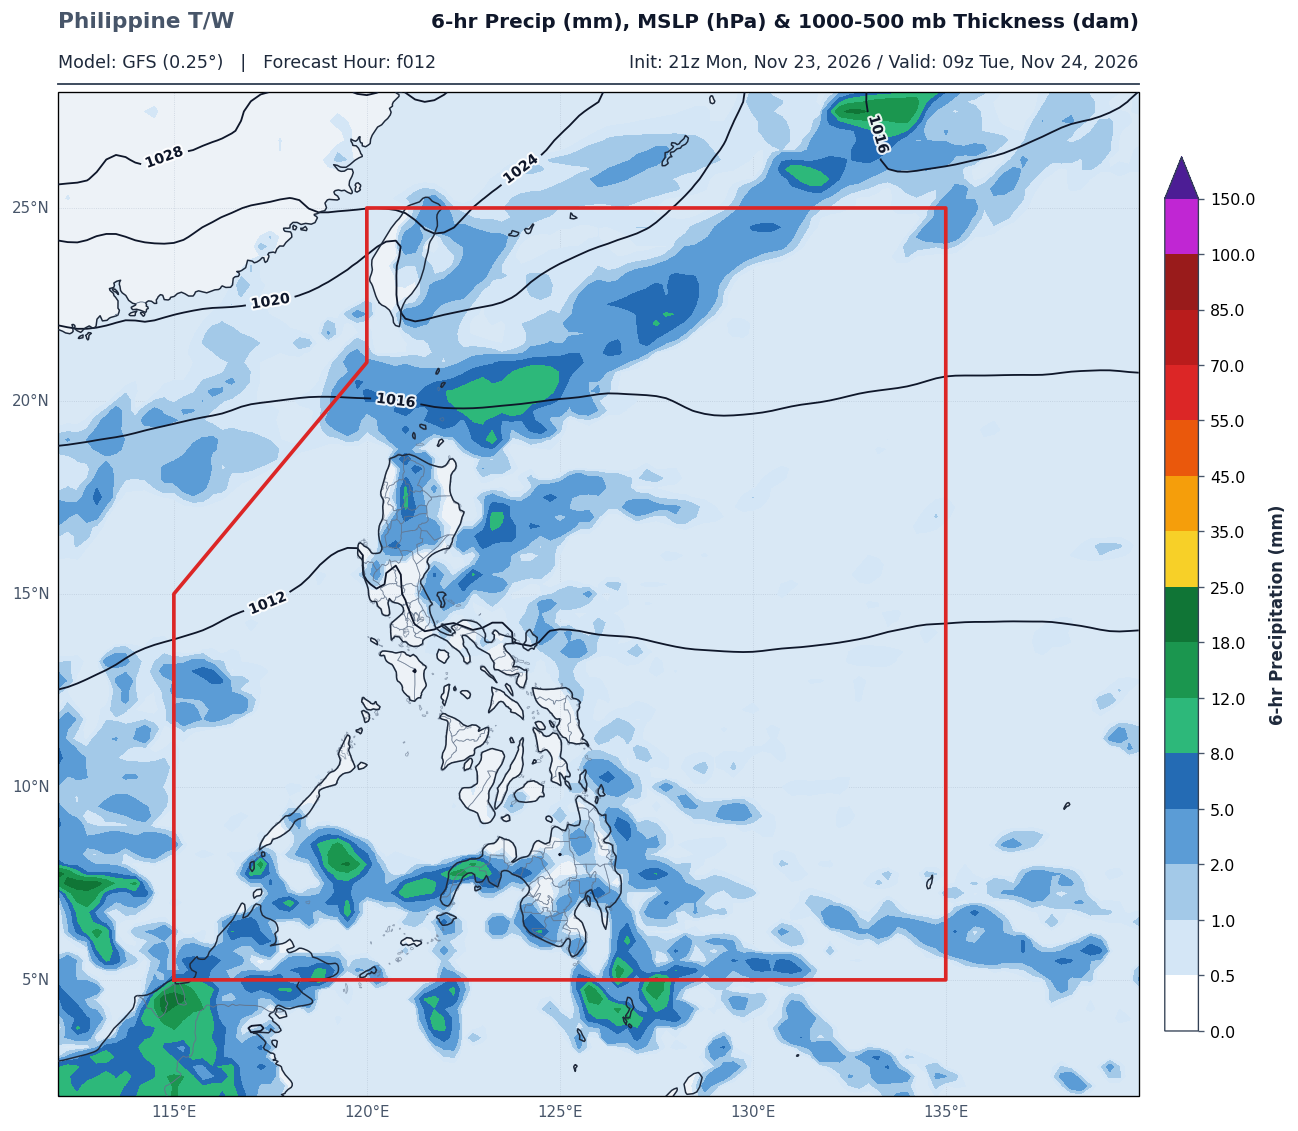 Philippine T/W
6-hr Precip (mm), MSLP (hPa) & 1000-500 mb Thickness (dam)
Model: GFS (0.25°) | Forecast Hour: f012
Init: 21z Mon, Nov 23, 2026 / Valid: 09z Tue, Nov 24, 2026
1028
1024
1016
1020
1016
1012
25°N
20°N
15°N
10°N
5°N
115°E
120°E
125°E
130°E
135°E
150.0
100.0
85.0
70.0
55.0
45.0
35.0
25.0
18.0
12.0
8.0
5.0
2.0
1.0
0.5
0.0
6-hr Precipitation (mm)